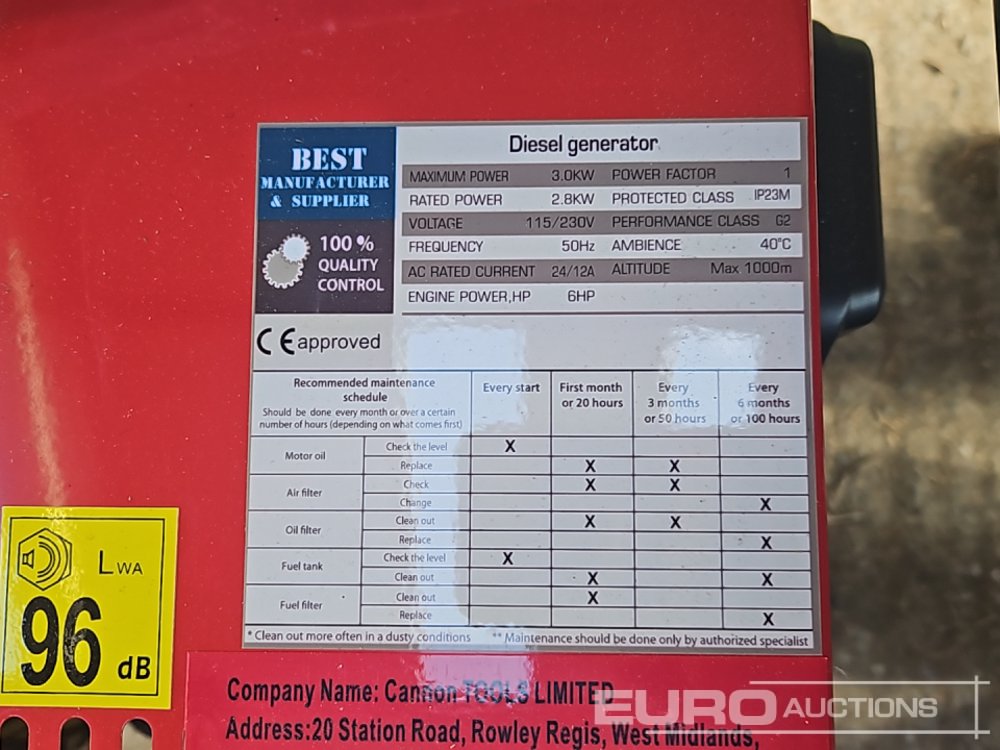 BEST
MANUFACTURER
& SUPPLIER
100 %
QUALITY
CONTROL
Diesel generator
MAXIMUM POWER 3.0KW POWER FACTOR 1
RATED POWER 2.8KW PROTECTED CLASS IP23M
VOLTAGE 115/230V PERFORMANCE CLASS G2
FREQUENCY 50Hz AMBIENCE 40°C
AC RATED CURRENT 24/12A ALTITUDE Max 1000m
ENGINE POWER,HP 6HP
CE approved
Recommended maintenance
schedule
Should be done every month or over a certain
number of hours (depending on what comes first)
Every start
First month
or 20 hours
Every
3 months
or 50 hours
Every
6 months
or 100 hours
Motor oil
Check the level X
Replace X X
Air filter
Check X X
Change X
Oil filter
Clean out X X
Replace X
Fuel tank
Check the level X
Clean out X X
Fuel filter
Clean out X
Replace X
* Clean out more often in a dusty conditions ** Maintenance should be done only by authorized specialist
LWA
96 dB
Company Name: Cannon TOOLS LIMITED
Address:20 Station Road, Rowley Regis, West Midlands,
EURO AUCTIONS